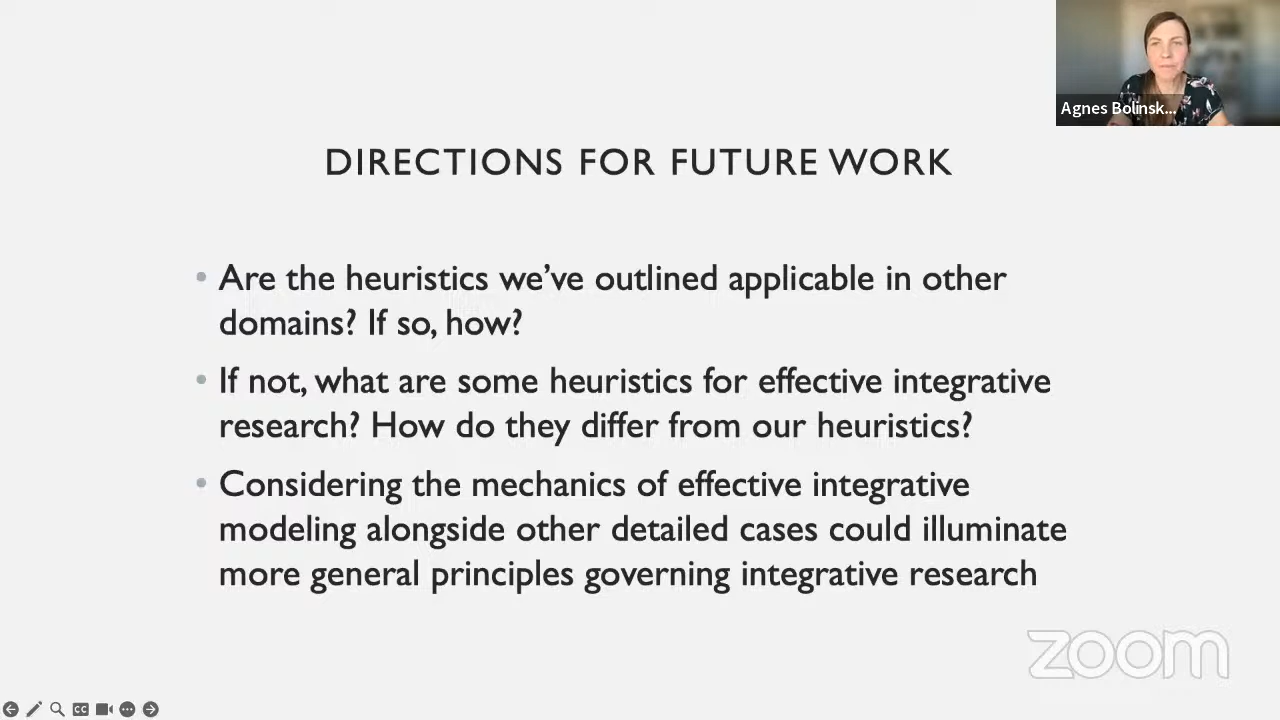 Agnes Bolinsk...
DIRECTIONS FOR FUTURE WORK
• Are the heuristics we’ve outlined applicable in other
domains? If so, how?
• If not, what are some heuristics for effective integrative
research? How do they differ from our heuristics?
• Considering the mechanics of effective integrative
modeling alongside other detailed cases could illuminate
more general principles governing integrative research
zoom
CC